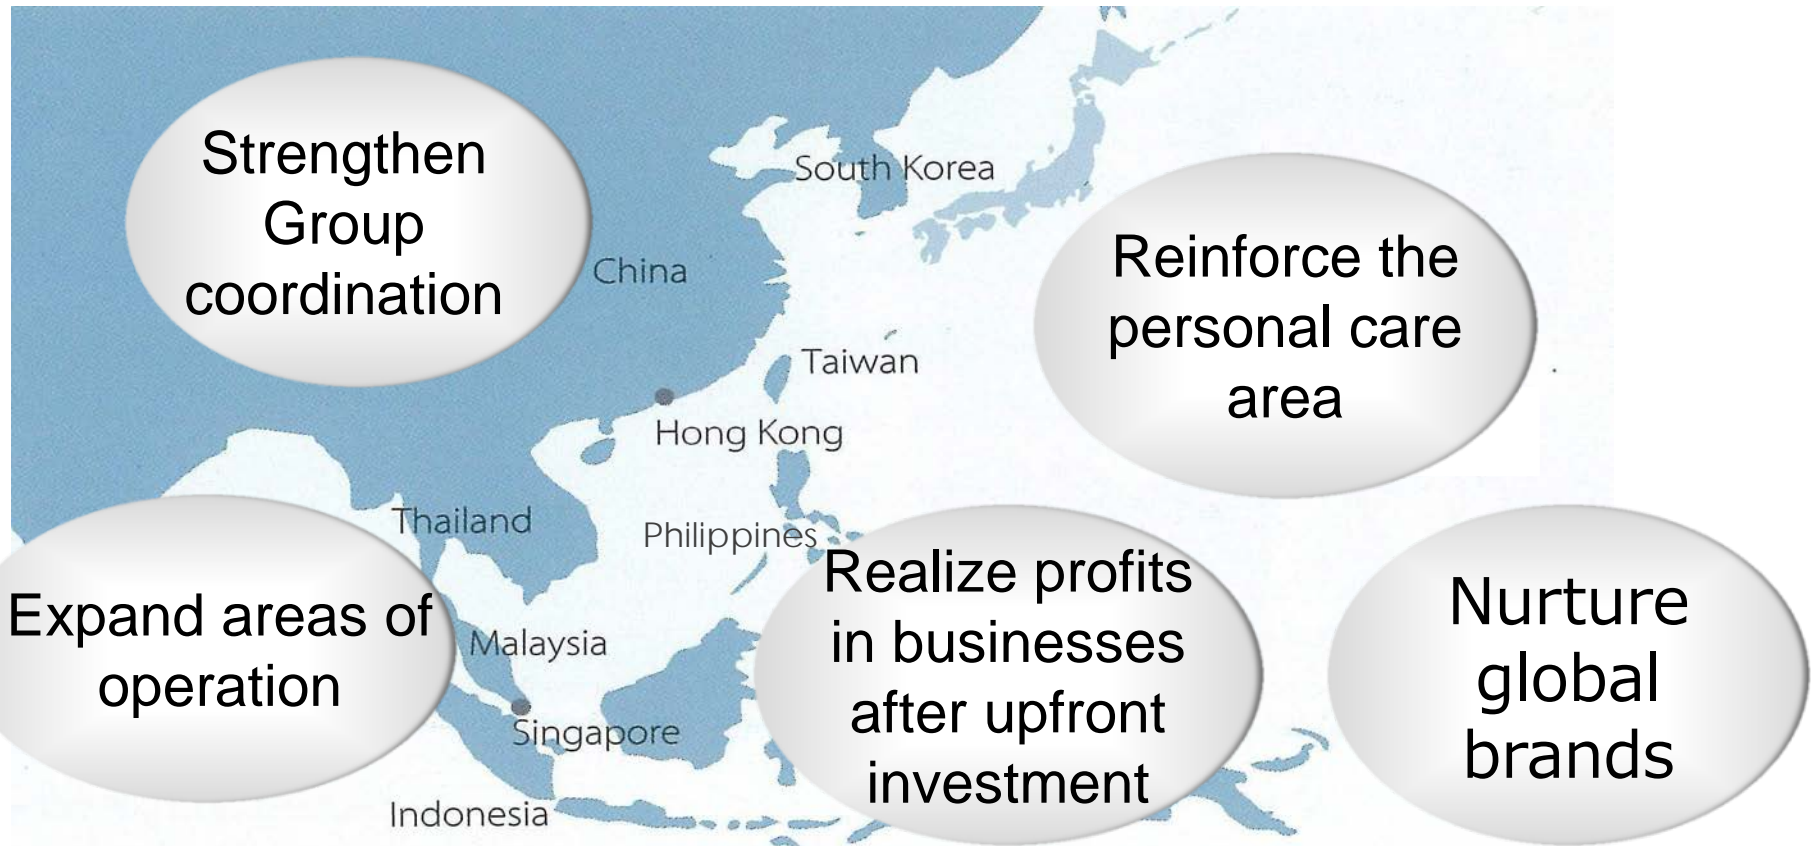 Strengthen
Group
coordination
South Korea
China
Reinforce the
personal care
area
Taiwan
Hong Kong
Thailand
Philippines
Expand areas of
operation
Malaysia
Singapore
Indonesia
Realize profits
in businesses
after upfront
investment
Nurture
global
brands